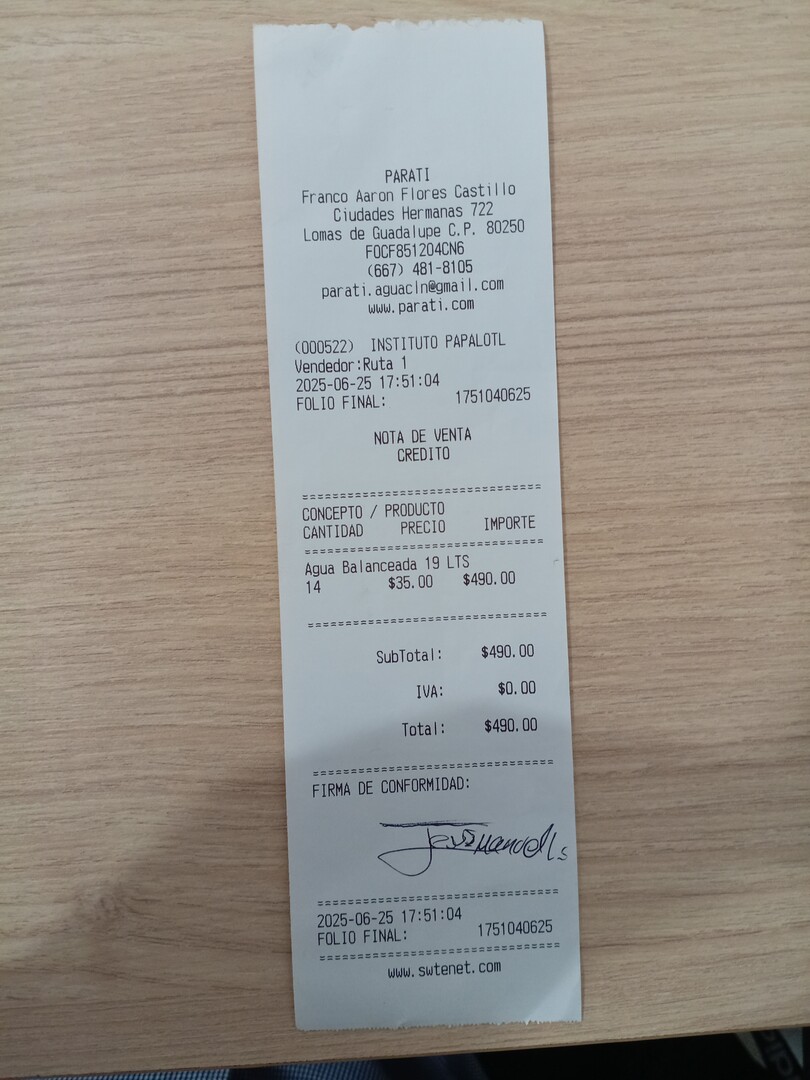 PARATI
Franco Aaron Flores Castillo
Ciudades Hermanas 722
Lomas de Guadalupe C.P. 80250
FOCF851204CN6
(667) 481-8105
parati.aguacln@gmail.com
www.parati.com
(000522) INSTITUTO PAPALOTL
Vendedor:Ruta 1
2025-06-25 17:51:04
FOLIO FINAL: 1751040625
NOTA DE VENTA
CREDITO
================================
CONCEPTO / PRODUCTO
CANTIDAD PRECIO IMPORTE
================================
Agua Balanceada 19 LTS
14 $35.00 $490.00
================================
SubTotal: $490.00
IVA: $0.00
Total: $490.00
================================
FIRMA DE CONFORMIDAD:
================================
2025-06-25 17:51:04
FOLIO FINAL: 1751040625
================================
www.swtenet.com